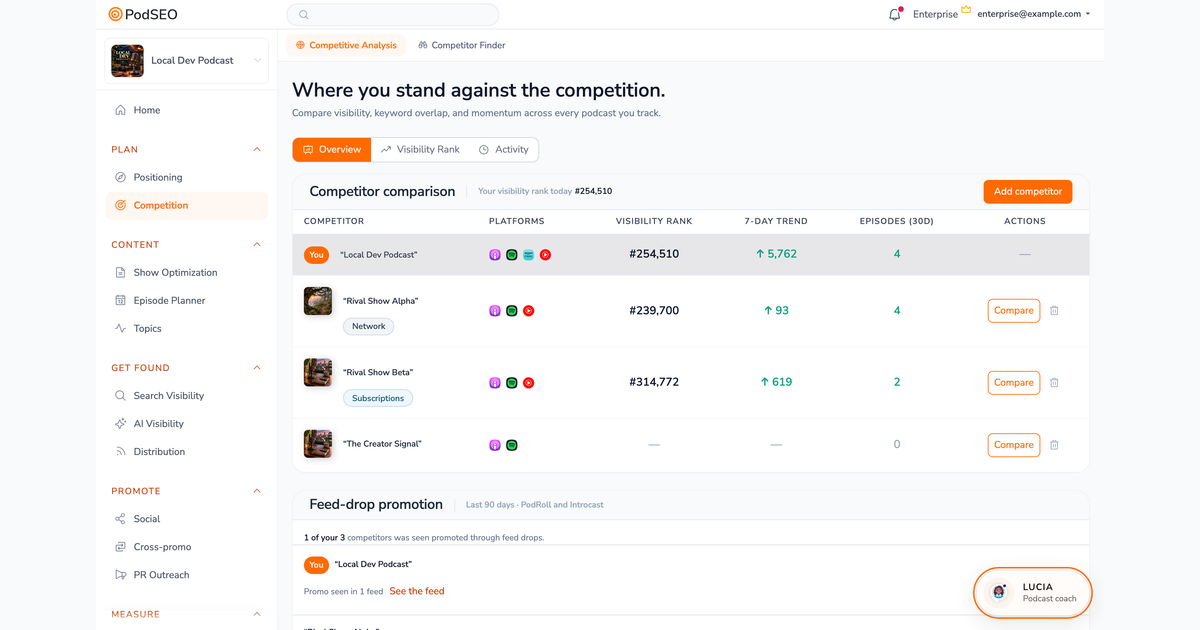 PodSEO
Enterprise
enterprise@example.com
Local Dev Podcast
Home
PLAN
Positioning
Competition
CONTENT
Show Optimization
Episode Planner
Topics
GET FOUND
Search Visibility
AI Visibility
Distribution
PROMOTE
Social
Cross-promo
PR Outreach
MEASURE
Competitive Analysis
Competitor Finder
Where you stand against the competition.
Compare visibility, keyword overlap, and momentum across every podcast you track.
Overview
Visibility Rank
Activity
Competitor comparison
Your visibility rank today #254,510
Add competitor
COMPETITOR PLATFORMS VISIBILITY RANK 7-DAY TREND EPISODES (30D) ACTIONS
You “Local Dev Podcast” #254,510 ↑ 5,762 4 —
“Rival Show Alpha” #239,700 ↑ 93 4 Compare
Network
“Rival Show Beta” #314,772 ↑ 619 2 Compare
Subscriptions
“The Creator Signal” — — 0 Compare
Feed-drop promotion
Last 90 days · PodRoll and Introcast
1 of your 3 competitors was seen promoted through feed drops.
You “Local Dev Podcast”
Promo seen in 1 feed See the feed
LUCIA
Podcast coach